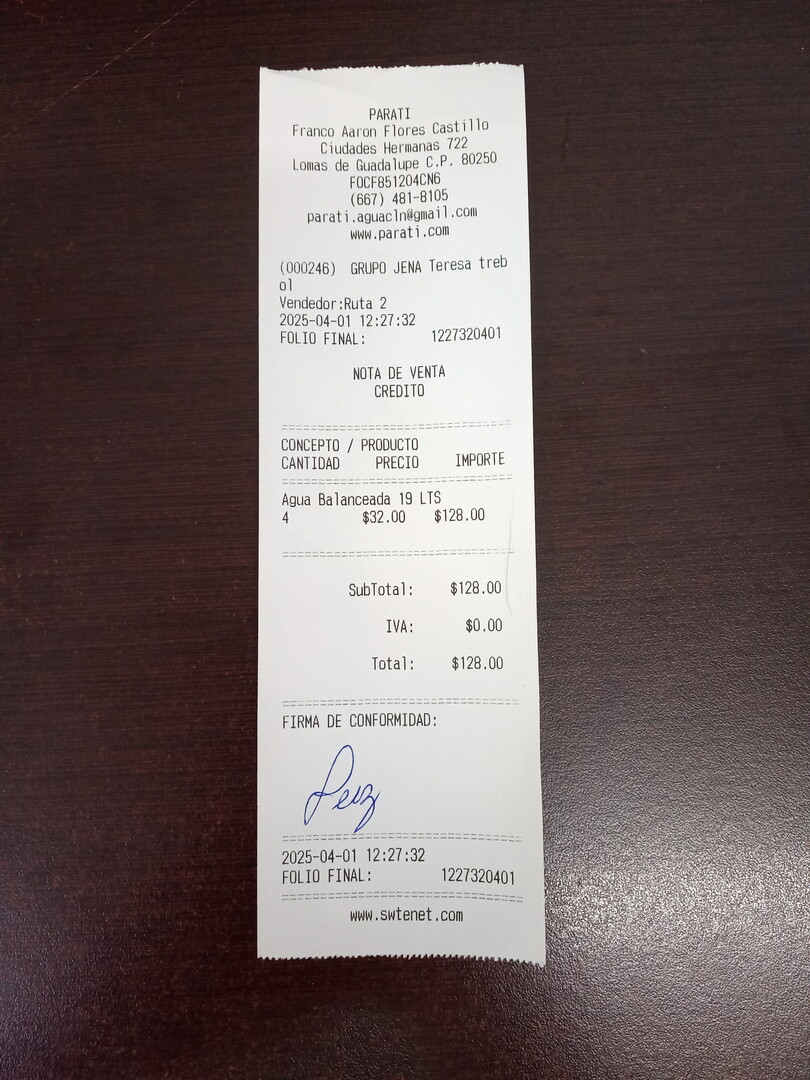 PARATI
Franco Aaron Flores Castillo
Ciudades Hermanas 722
Lomas de Guadalupe C.P. 80250
FOCF851204CN6
(667) 481-8105
parati.aguacln@gmail.com
www.parati.com
(000246) GRUPO JENA Teresa treb
ol
Vendedor:Ruta 2
2025-04-01 12:27:32
FOLIO FINAL: 1227320401
NOTA DE VENTA
CREDITO
CONCEPTO / PRODUCTO
CANTIDAD PRECIO IMPORTE
Agua Balanceada 19 LTS
4 $32.00 $128.00
SubTotal: $128.00
IVA: $0.00
Total: $128.00
FIRMA DE CONFORMIDAD:
2025-04-01 12:27:32
FOLIO FINAL: 1227320401
www.swtenet.com